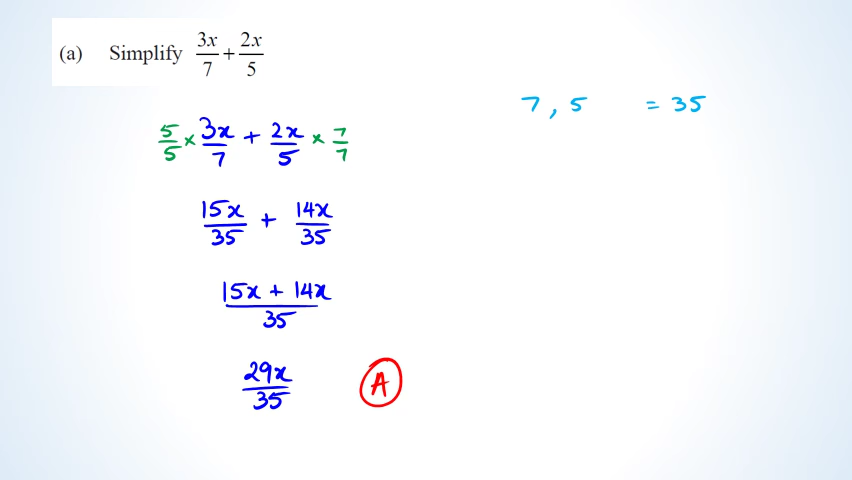 (a) Simplify 3x/7 + 2x/5
7 , 5 = 35
5/5 × 3x/7 + 2x/5 × 7/7
15x/35 + 14x/35
15x + 14x/35
29x/35 A